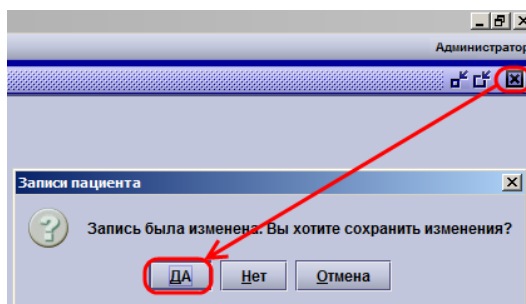 Администратор
Записи пациента
Запись была изменена. Вы хотите сохранить изменения?
ДА Нет Отмена